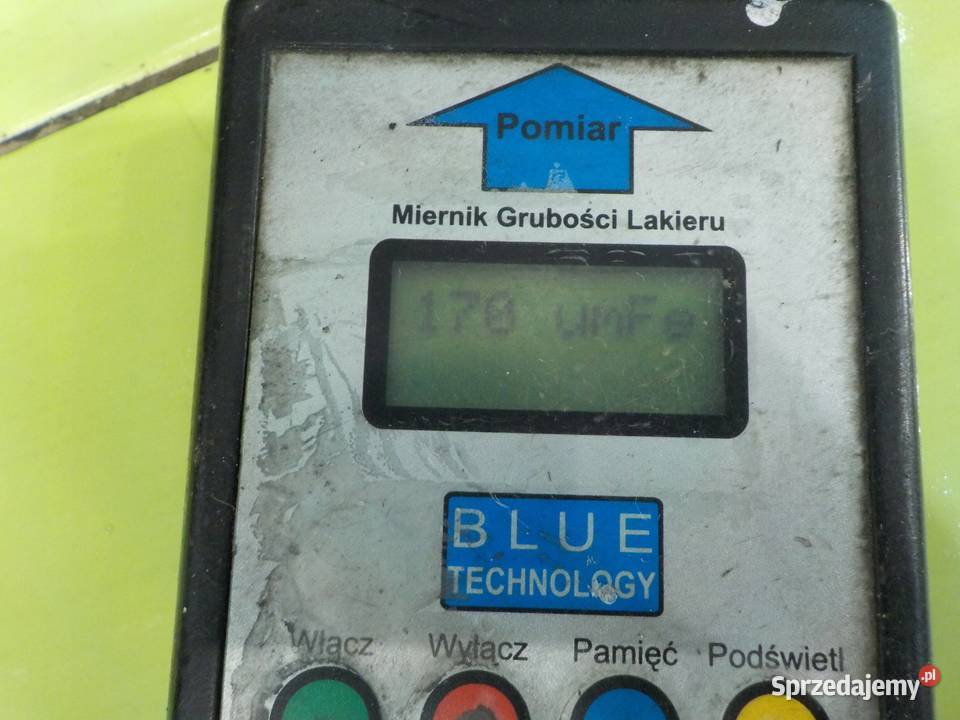 Pomiar
Miernik Grubości Lakieru
170 umFe
BLUE
TECHNOLOGY
Włącz Wyłącz Pamięć Podświetl
Sprzedajemy.pl